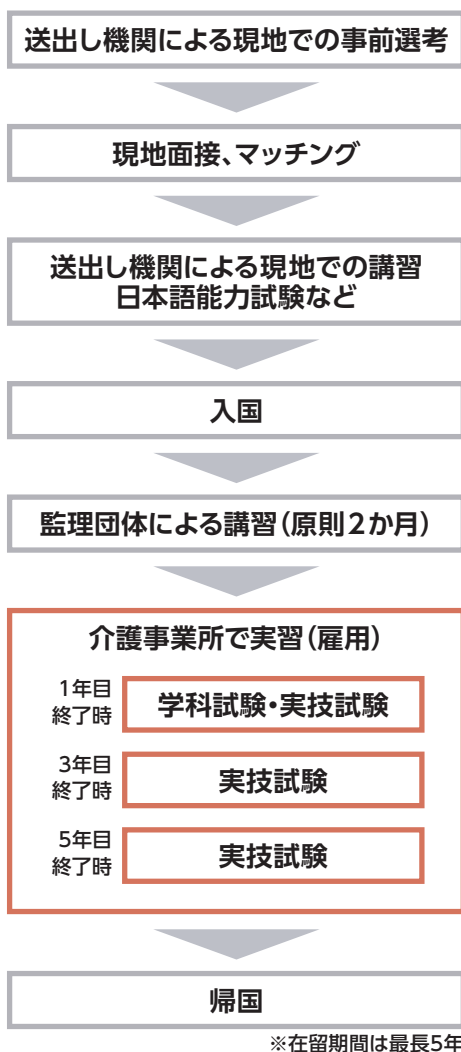 送出し機関による現地での事前選考
現地面接、マッチング
送出し機関による現地での講習
日本語能力試験など
入国
監理団体による講習(原則2か月)
介護事業所で実習(雇用)
1年目
終了時
学科試験・実技試験
3年目
終了時
実技試験
5年目
終了時
実技試験
帰国
※在留期間は最長5年